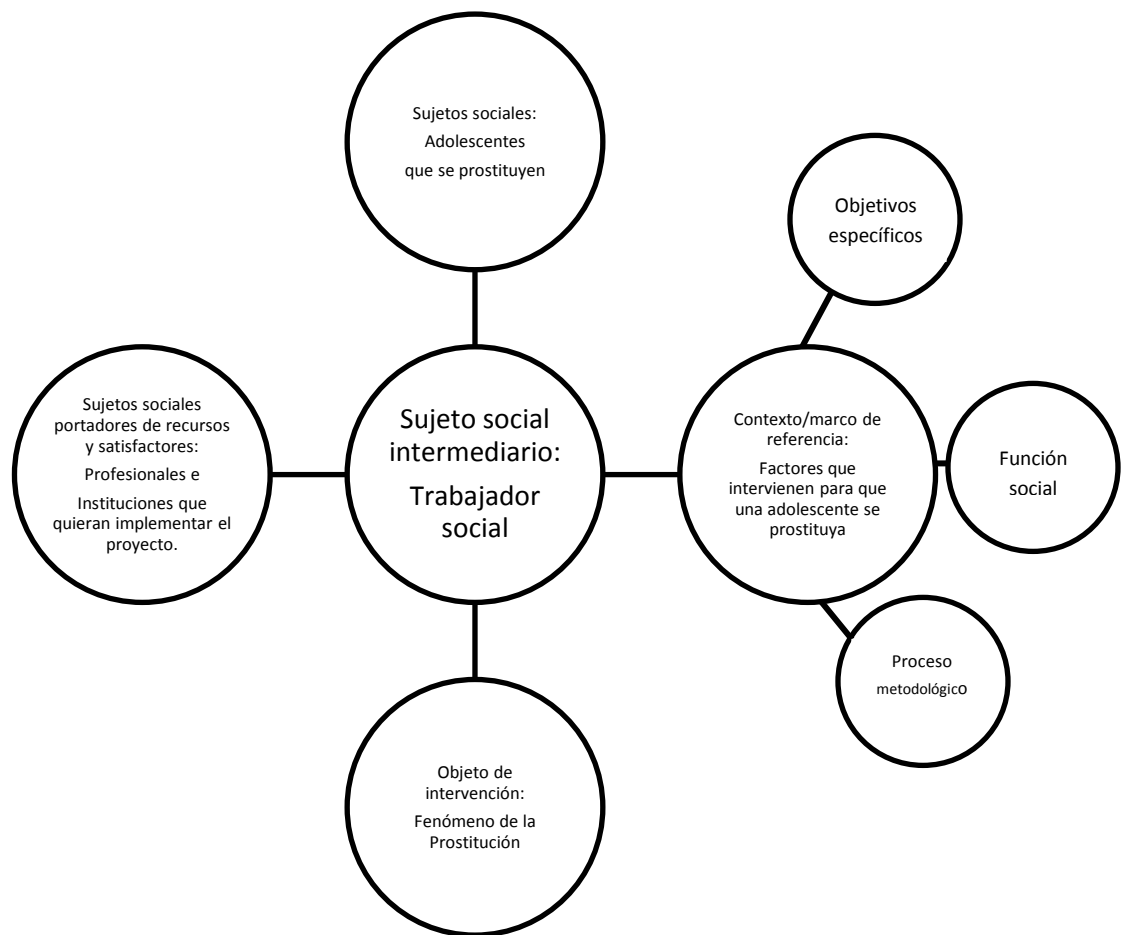 Sujetos sociales:
Adolescentes
que se prostituyen
Objetivos
específicos
Sujetos sociales
portadores de recursos
y satisfactores:
Profesionales e
Instituciones que
quieran implementar el
proyecto.
Sujeto social
intermediario:
Trabajador
social
Contexto/marco de
referencia:
Factores que
intervienen para que
una adolescente se
prostituya
Función
social
Proceso
metodológico
Objeto de
intervención:
Fenómeno de la
Prostitución